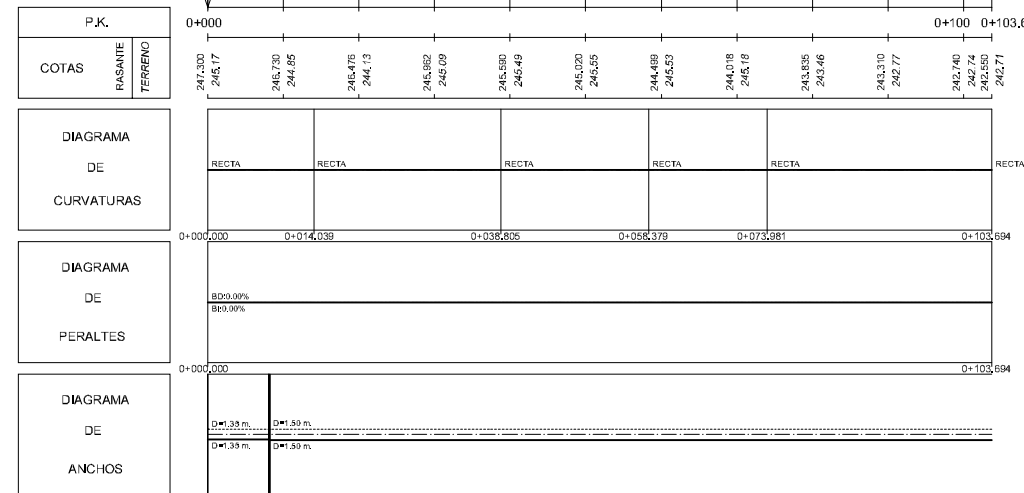 P.K.
0+000
0+100
0+103.6
COTAS
RASANTE
TERRENO
247.300
245.17
246.730
244.85
246.476
244.13
245.962
245.09
245.590
245.49
245.020
245.55
244.499
245.53
244.018
245.18
243.835
243.46
243.310
242.77
242.740
242.74
242.550
242.71
DIAGRAMA
DE
CURVATURAS
RECTA
RECTA
RECTA
RECTA
RECTA
RECTA
0+000.000
0+014.039
0+038.805
0+058.379
0+073.981
0+103.694
DIAGRAMA
DE
PERALTES
BD:0.00%
BI:0.00%
0+000.000
0+103.694
DIAGRAMA
DE
ANCHOS
D=1.35 m.
D=1.50 m.
D=1.35 m.
D=1.50 m.